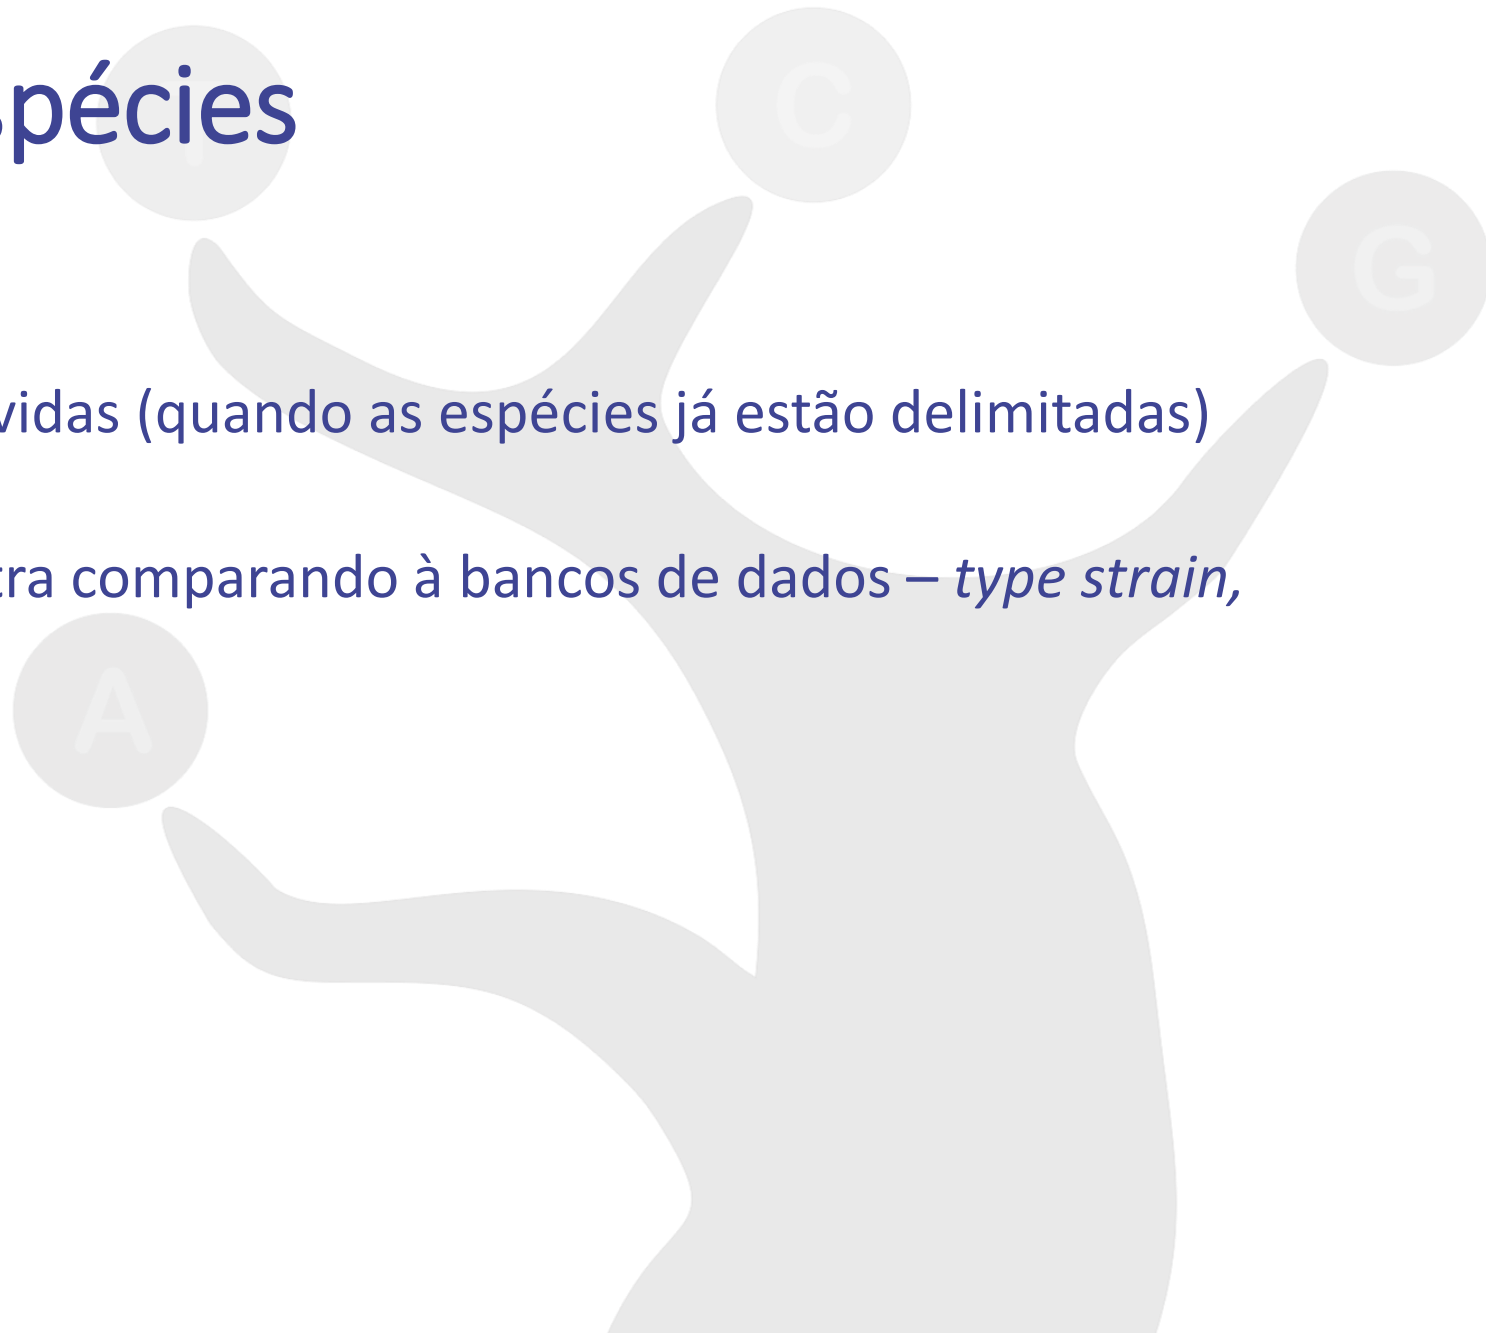 spécies
T
C
G
vidas (quando as espécies já estão delimitadas)
tra comparando à bancos de dados – type strain,
A